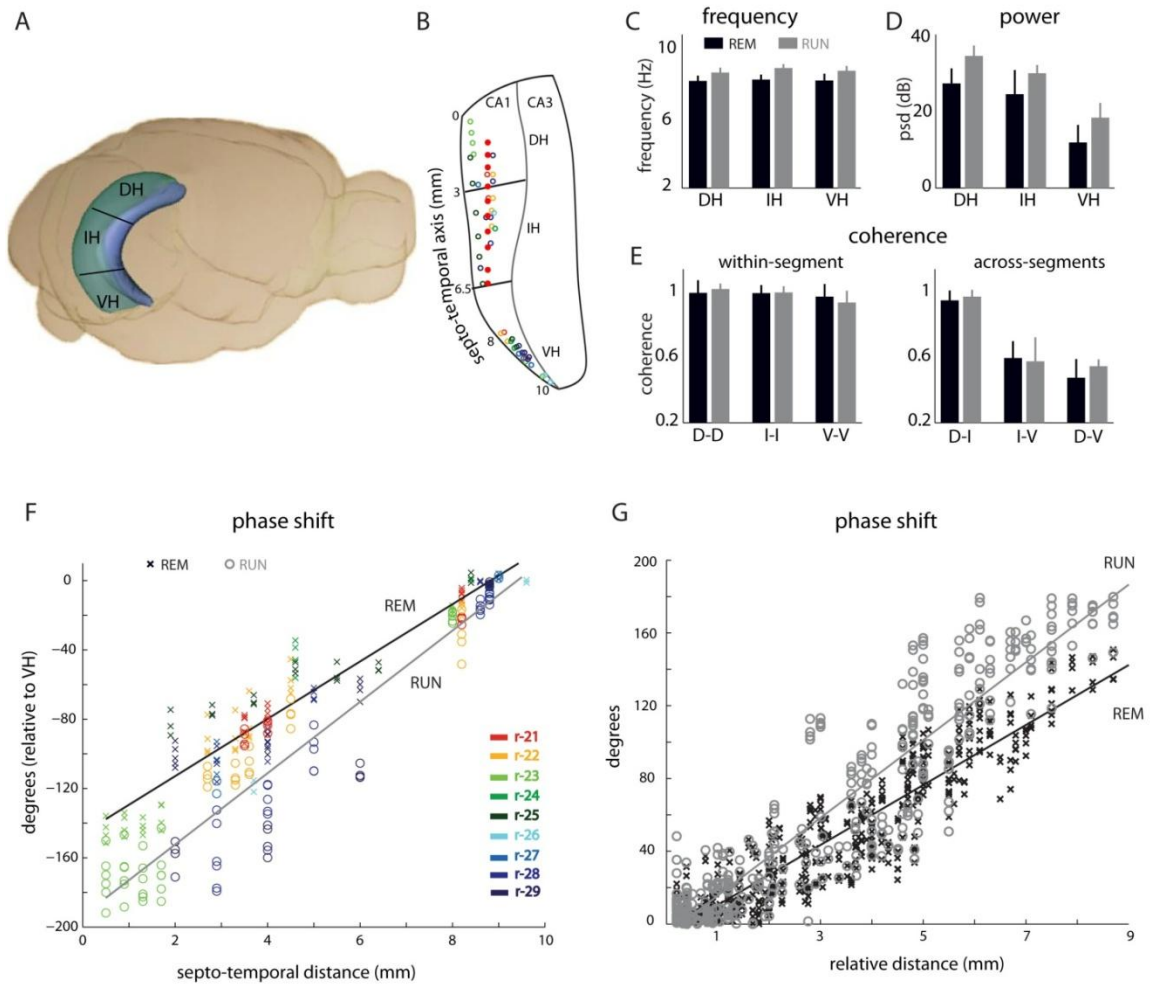 A
DH
IH
VH
B
CA1 CA3
0
DH
3
IH
6.5
8
VH
10
septo-temporal axis (mm)
C frequency
REM RUN
10
frequency (Hz)
2
DH IH VH
D power
40
psd (dB)
20
0
DH IH VH
coherence
E within-segment across-segments
1
coherence
0.6
0.2
D-D I-I V-V
1
0.6
0.2
D-I I-V D-V
F phase shift
× REM ○ RUN
0
−40
−80
−120
−160
−200
degrees (relative to VH)
REM
RUN
r-21
r-22
r-23
r-24
r-25
r-26
r-27
r-28
r-29
0 2 4 6 8 10
septo-temporal distance (mm)
G phase shift
200
160
120
80
40
0
degrees
RUN
REM
1 3 5 7 9
relative distance (mm)